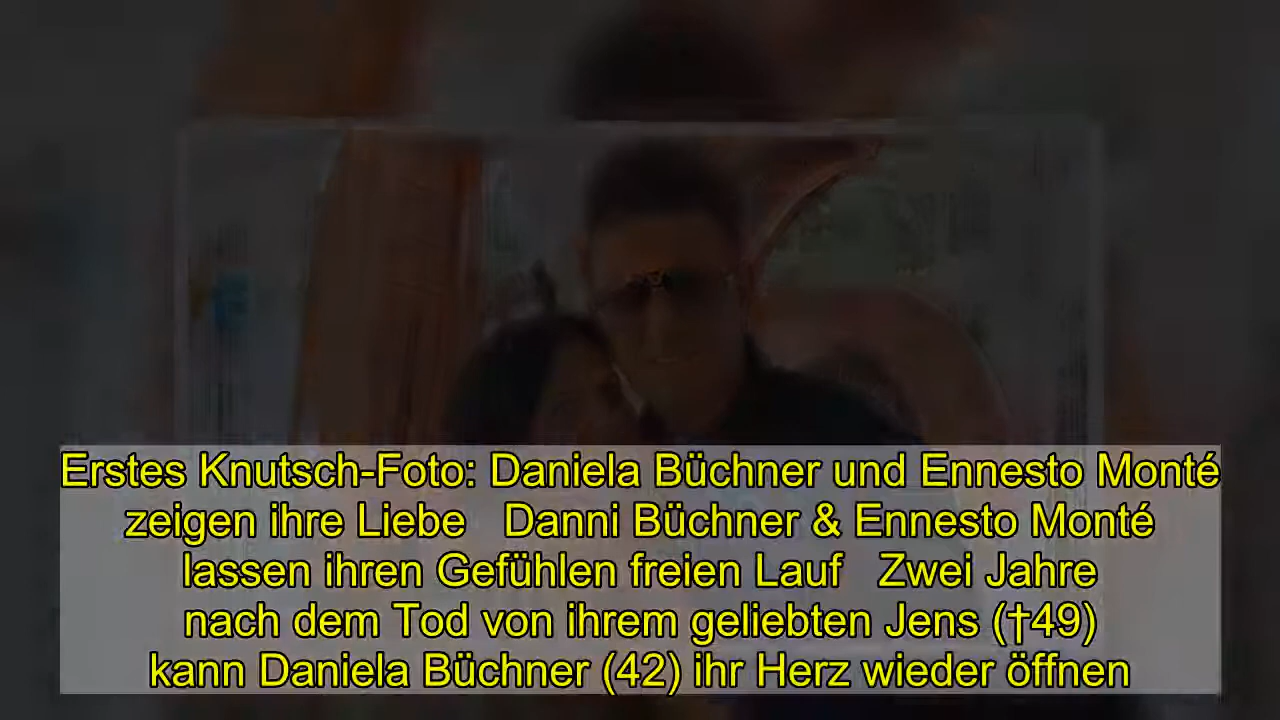 Erstes Knutsch-Foto: Daniela Büchner und Ennesto Monté
zeigen ihre Liebe   Danni Büchner & Ennesto Monté
lassen ihren Gefühlen freien Lauf   Zwei Jahre
nach dem Tod von ihrem geliebten Jens (†49)
kann Daniela Büchner (42) ihr Herz wieder öffnen